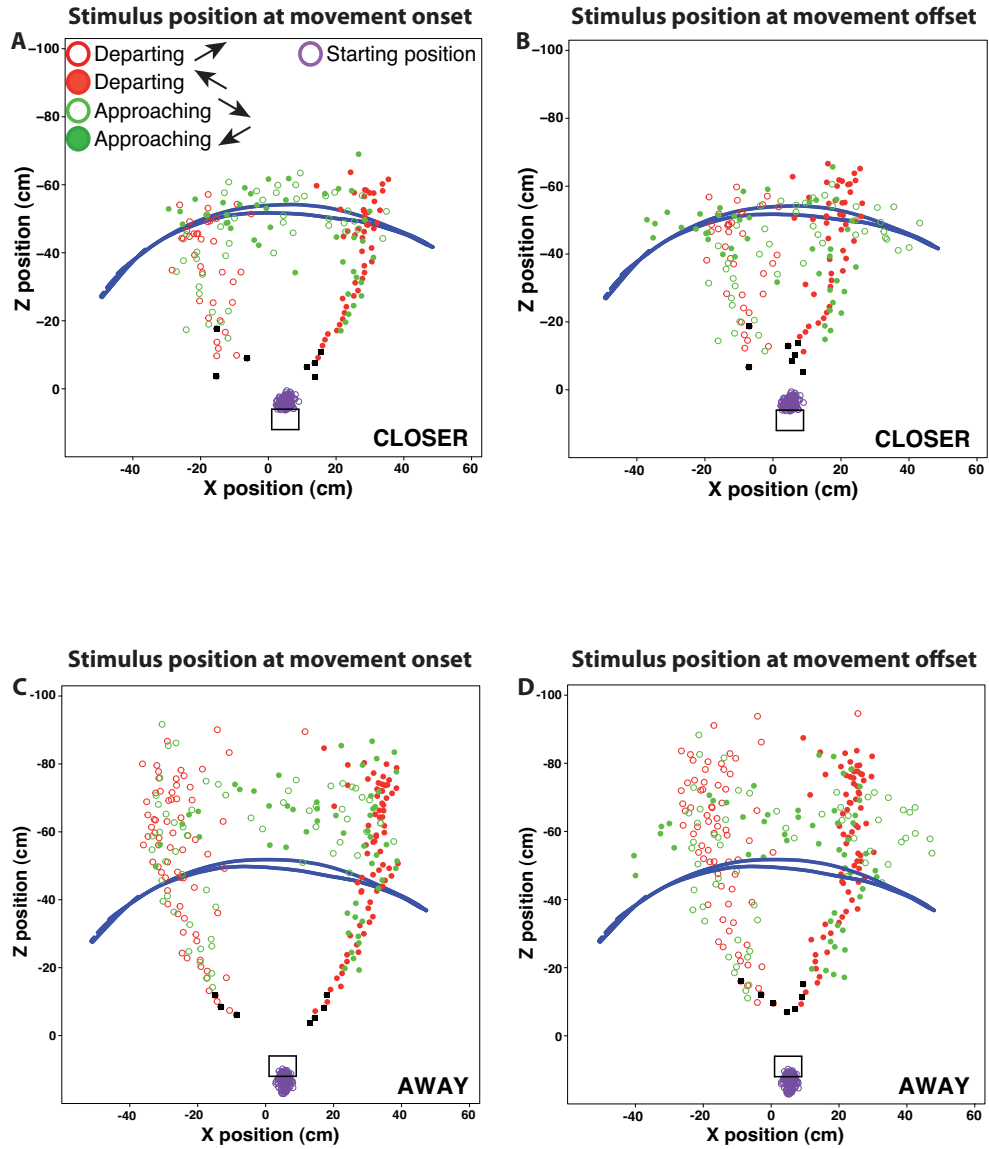 Stimulus position at movement onset
Stimulus position at movement offset
A
B
Departing
Starting position
Departing
Approaching
Approaching
–100
–80
–60
–40
–20
0
Z position (cm)
-40
-20
0
20
40
60
X position (cm)
CLOSER
–100
–80
–60
–40
–20
0
Z position (cm)
-40
-20
0
20
40
60
X position (cm)
CLOSER
Stimulus position at movement onset
Stimulus position at movement offset
C
D
-100
-80
-60
-40
-20
0
Z position (cm)
-40
-20
0
20
40
60
X position (cm)
AWAY
-100
-80
-60
-40
-20
0
Z position (cm)
-40
-20
0
20
40
60
X position (cm)
AWAY